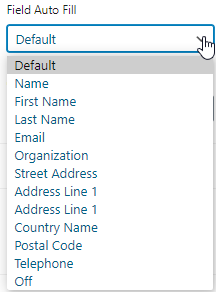 Field Auto Fill
Default
Default
Name
First Name
Last Name
Email
Organization
Street Address
Address Line 1
Address Line 1
Country Name
Postal Code
Telephone
Off